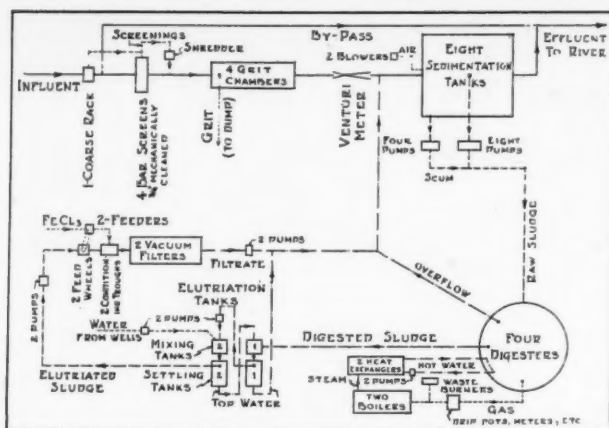 SCREENINGS
SHREDDER
BY-PASS
EFFLUENT
TO RIVER
2 BLOWERS
AIR
EIGHT
SEDIMENTATION
TANKS
4 GRIT
CHAMBERS
INFLUENT
1-COARSE RACK
4 BAR SCREENS
MECHANICALLY
CLEANED
GRIT
(TO DUMP)
VENTURI
METER
FOUR
PUMPS
EIGHT
PUMPS
SCUM
RAW SLUDGE
FECL3
2-FEEDERS
2 VACUUM
FILTERS
2 PUMPS
FILTRATE
2 FEED
WHEELS
2 CONDITION
ING TROUGHS
2 PUMPS
OVERFLOW
ELUTRIATION
TANKS
2 PUMPS
WATER
FROM WELLS
MIXING
TANKS
2
2
SETTLING
TANKS
ELUTRIATED
SLUDGE
TOP WATER
DIGESTED SLUDGE
FOUR
DIGESTERS
2 HEAT
EXCHANGERS
HOT WATER
2 PUMPS
STEAM
WASTE
BURNERS
TWO
BOILERS
GAS
DRIP POTS, METERS, ETC